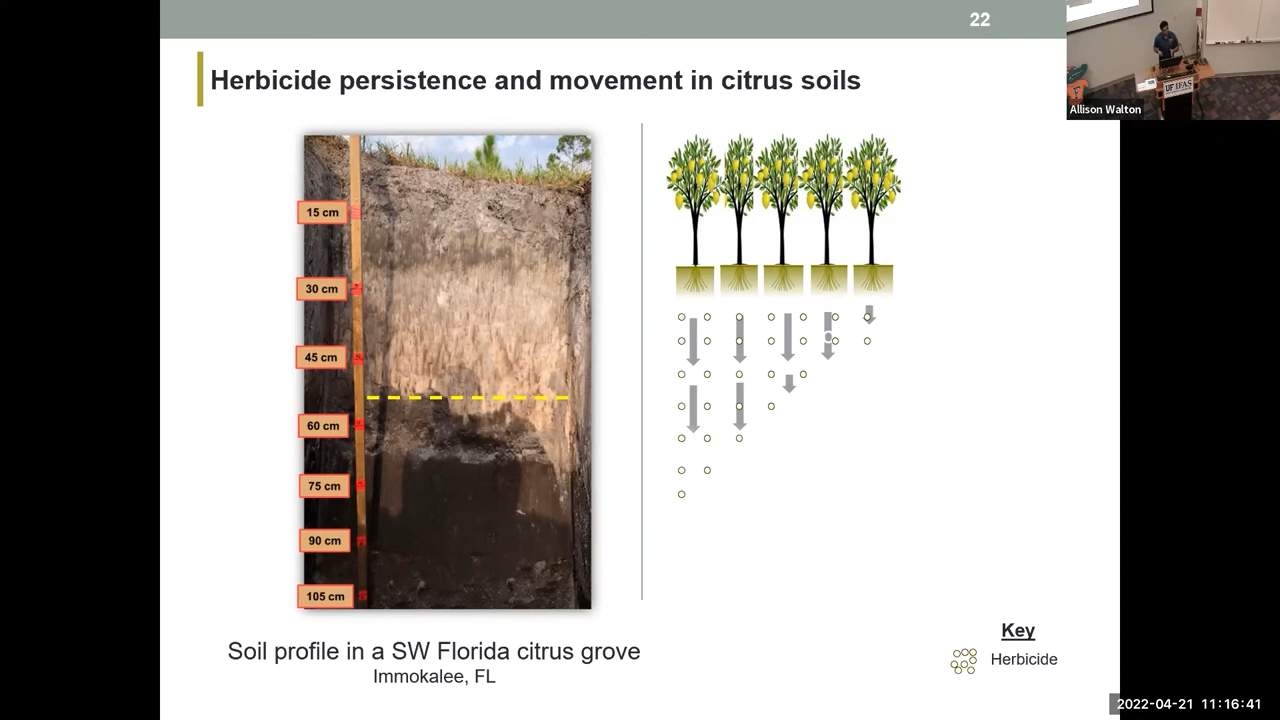 22
Herbicide persistence and movement in citrus soils
15 cm
30 cm
45 cm
60 cm
75 cm
90 cm
105 cm
Soil profile in a SW Florida citrus grove
Immokalee, FL
Key
Herbicide
UF IFAS
F
Allison Walton
2022-04-21 11:16:41